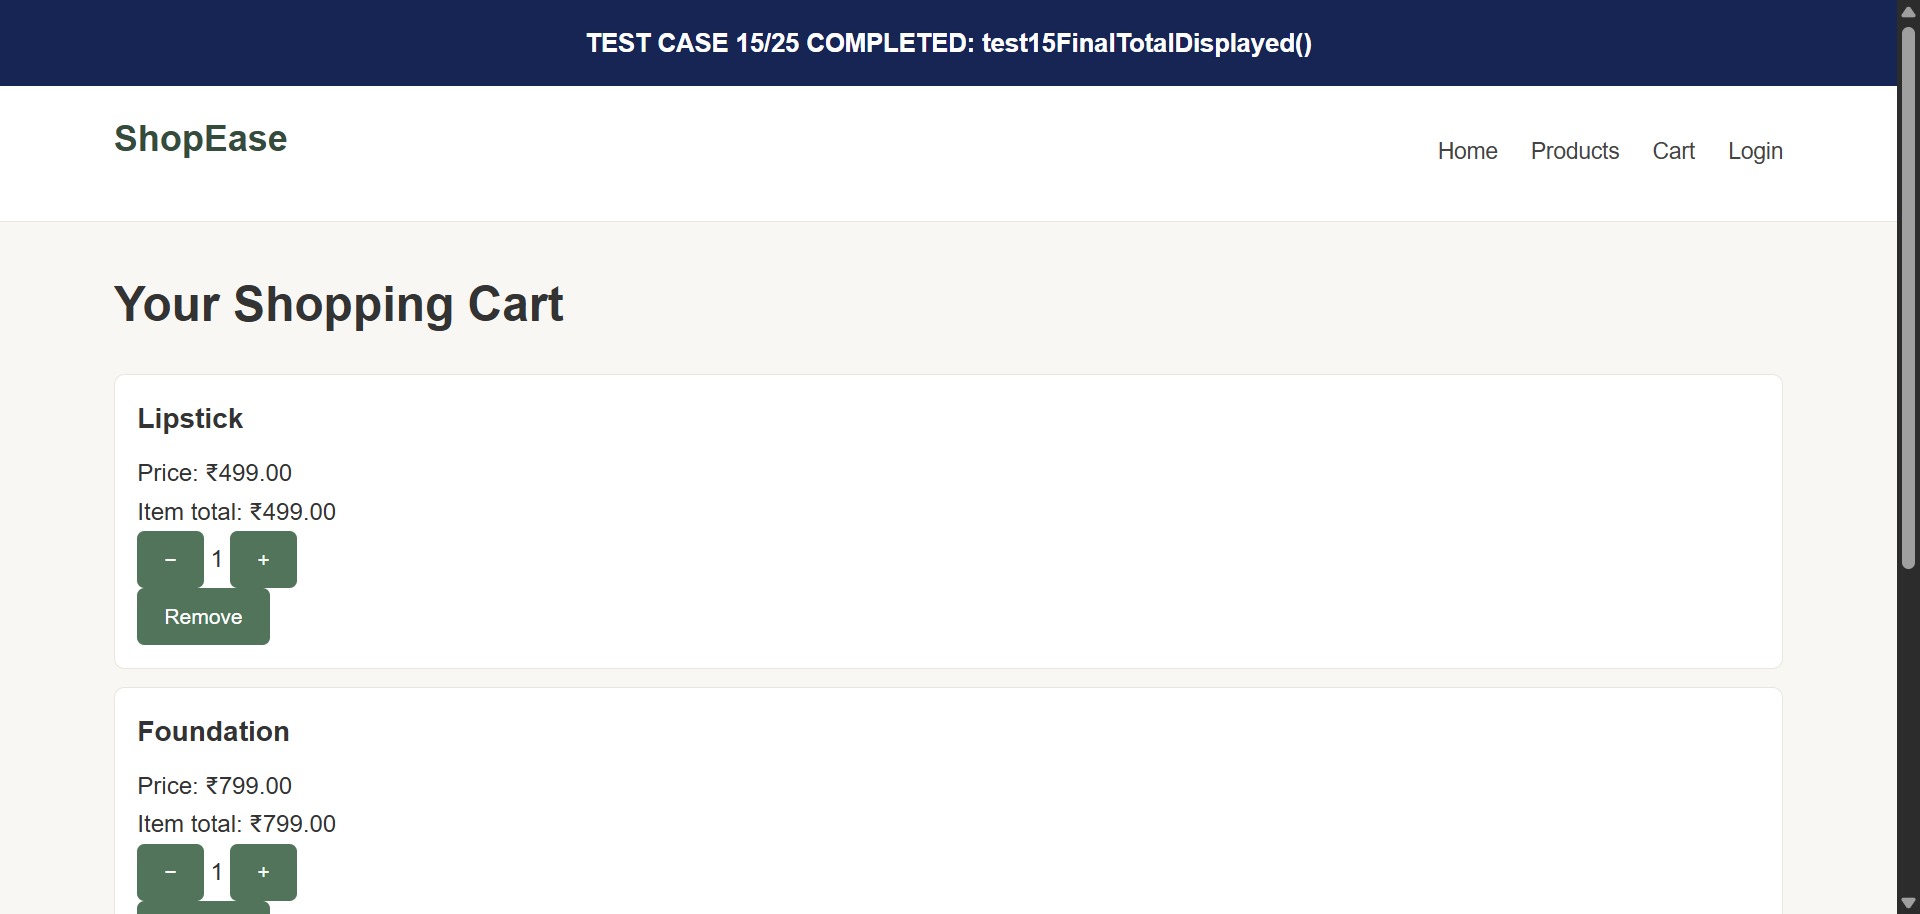 TEST CASE 15/25 COMPLETED: test15FinalTotalDisplayed()
ShopEase
Home Products Cart Login
Your Shopping Cart
Lipstick
Price: ₹499.00
Item total: ₹499.00
− 1 +
Remove
Foundation
Price: ₹799.00
Item total: ₹799.00
− 1 +